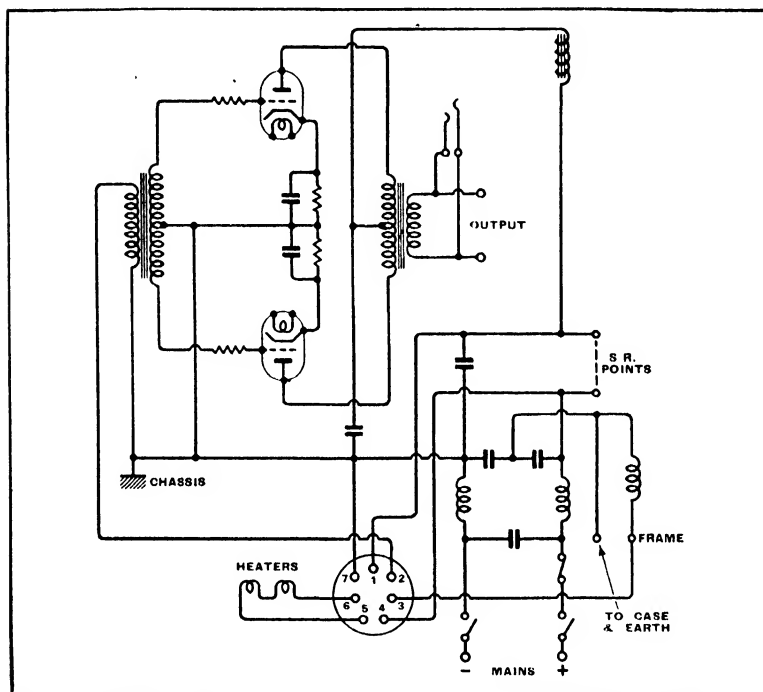 OUTPUT
S R.
POINTS
CHASSIS
FRAME
HEATERS
7 1 2
6 3
5 4
TO CASE
& EARTH
- MAINS +